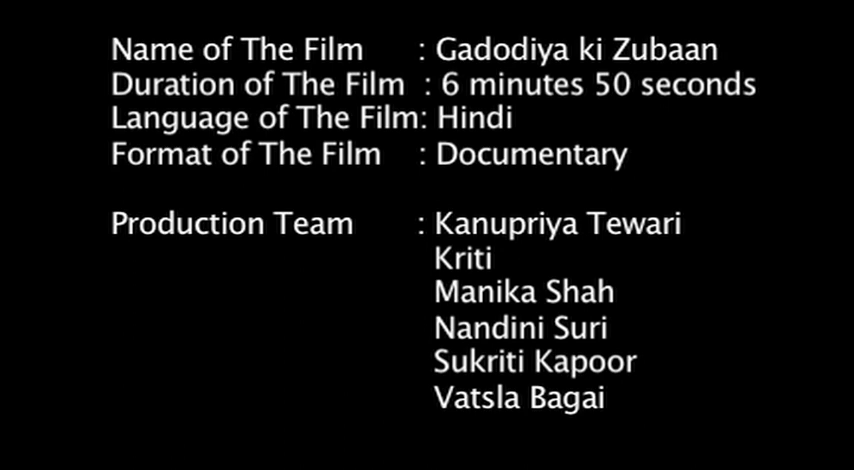 Name of The Film : Gadodiya ki Zubaan
Duration of The Film : 6 minutes 50 seconds
Language of The Film: Hindi
Format of The Film : Documentary
Production Team : Kanupriya Tewari
Kriti
Manika Shah
Nandini Suri
Sukriti Kapoor
Vatsla Bagai